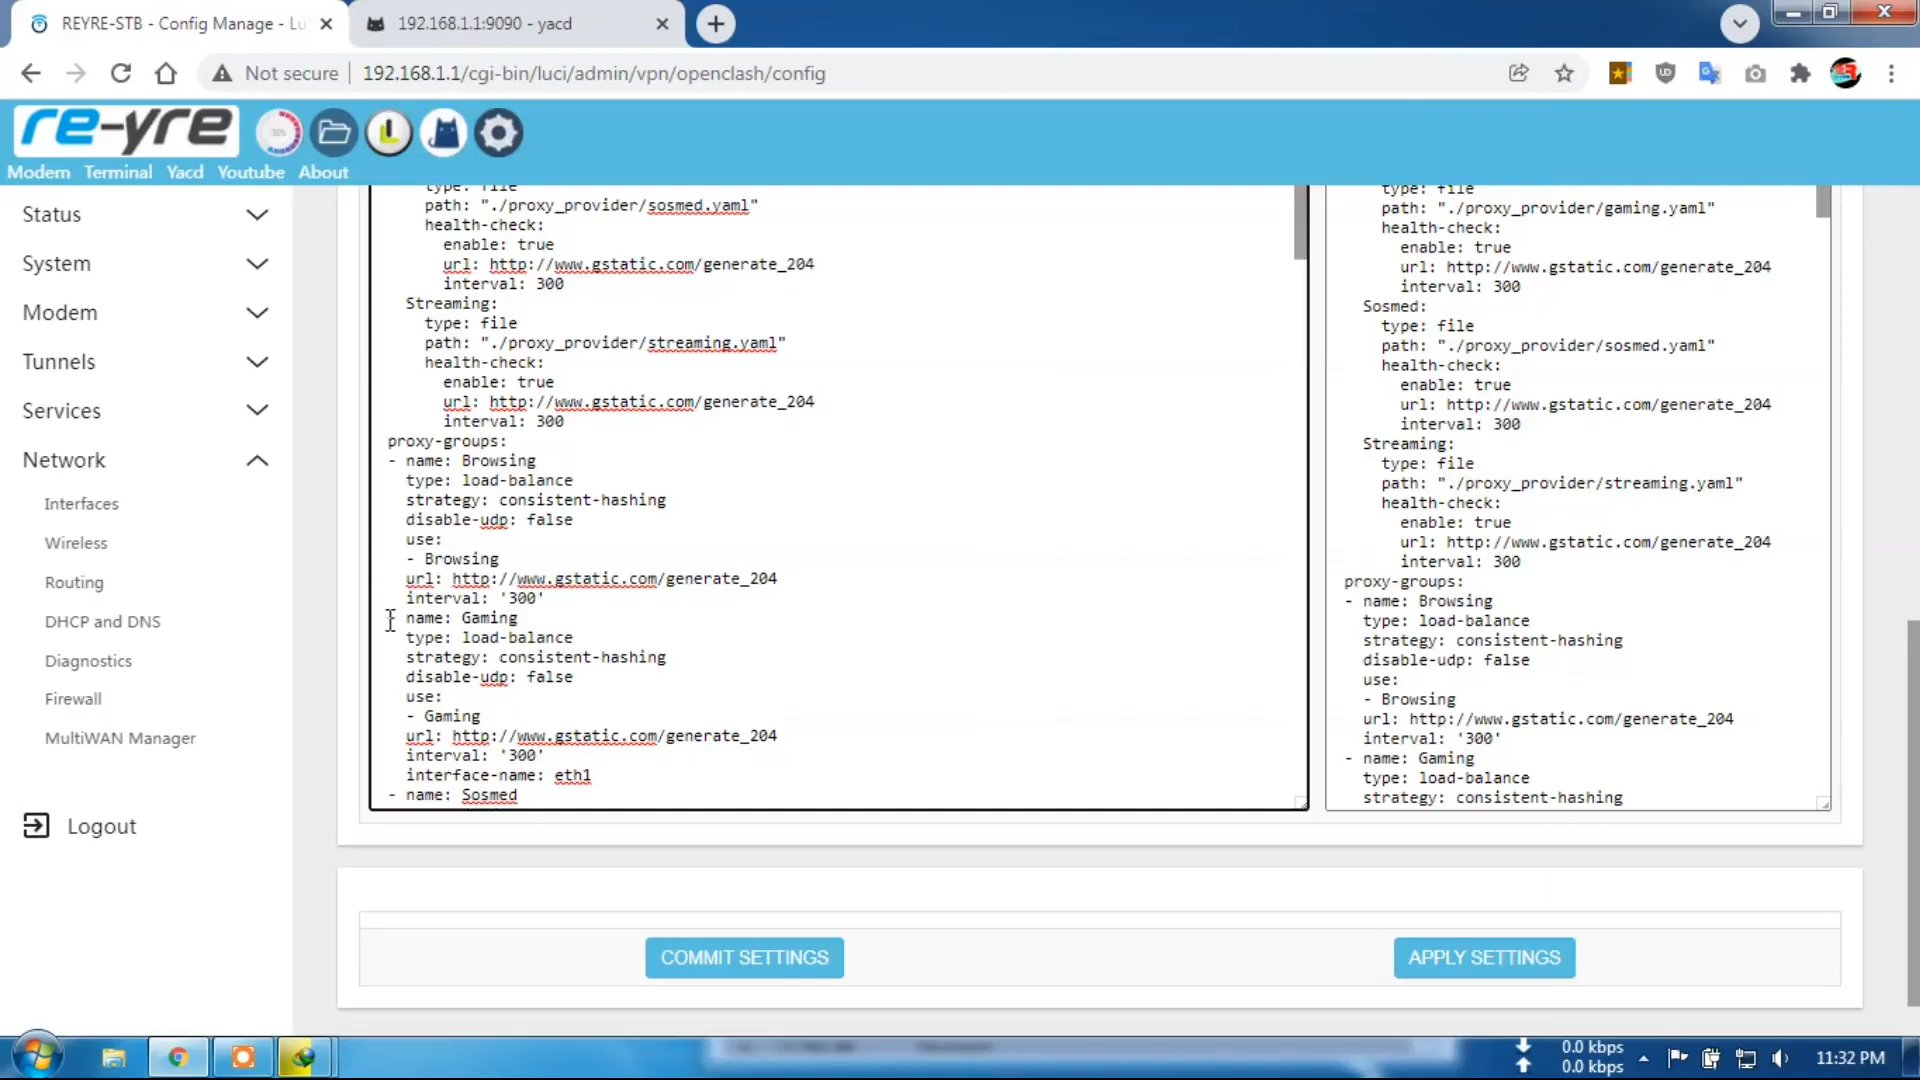 REYRE-STB - Config Manage - Lu
192.168.1.1:9090 - yacd
Not secure
192.168.1.1/cgi-bin/luci/admin/vpn/openclash/config
re-yre
Modem Terminal Yacd Youtube About
Status
System
Modem
Tunnels
Services
Network
Interfaces
Wireless
Routing
DHCP and DNS
Diagnostics
Firewall
MultiWAN Manager
Logout
type: file
path: "./proxy_provider/sosmed.yaml"
health-check:
enable: true
url: http://www.gstatic.com/generate_204
interval: 300
Streaming:
type: file
path: "./proxy_provider/streaming.yaml"
health-check:
enable: true
url: http://www.gstatic.com/generate_204
interval: 300
proxy-groups:
- name: Browsing
type: load-balance
strategy: consistent-hashing
disable-udp: false
use:
- Browsing
url: http://www.gstatic.com/generate_204
interval: '300'
name: Gaming
type: load-balance
strategy: consistent-hashing
disable-udp: false
use:
- Gaming
url: http://www.gstatic.com/generate_204
interval: '300'
interface-name: eth1
- name: Sosmed
type: file
path: "./proxy_provider/gaming.yaml"
health-check:
enable: true
url: http://www.gstatic.com/generate_204
interval: 300
Sosmed:
type: file
path: "./proxy_provider/sosmed.yaml"
health-check:
enable: true
url: http://www.gstatic.com/generate_204
interval: 300
Streaming:
type: file
path: "./proxy_provider/streaming.yaml"
health-check:
enable: true
url: http://www.gstatic.com/generate_204
interval: 300
proxy-groups:
- name: Browsing
type: load-balance
strategy: consistent-hashing
disable-udp: false
use:
- Browsing
url: http://www.gstatic.com/generate_204
interval: '300'
- name: Gaming
type: load-balance
strategy: consistent-hashing
COMMIT SETTINGS
APPLY SETTINGS
0.0 kbps
0.0 kbps
11:32 PM